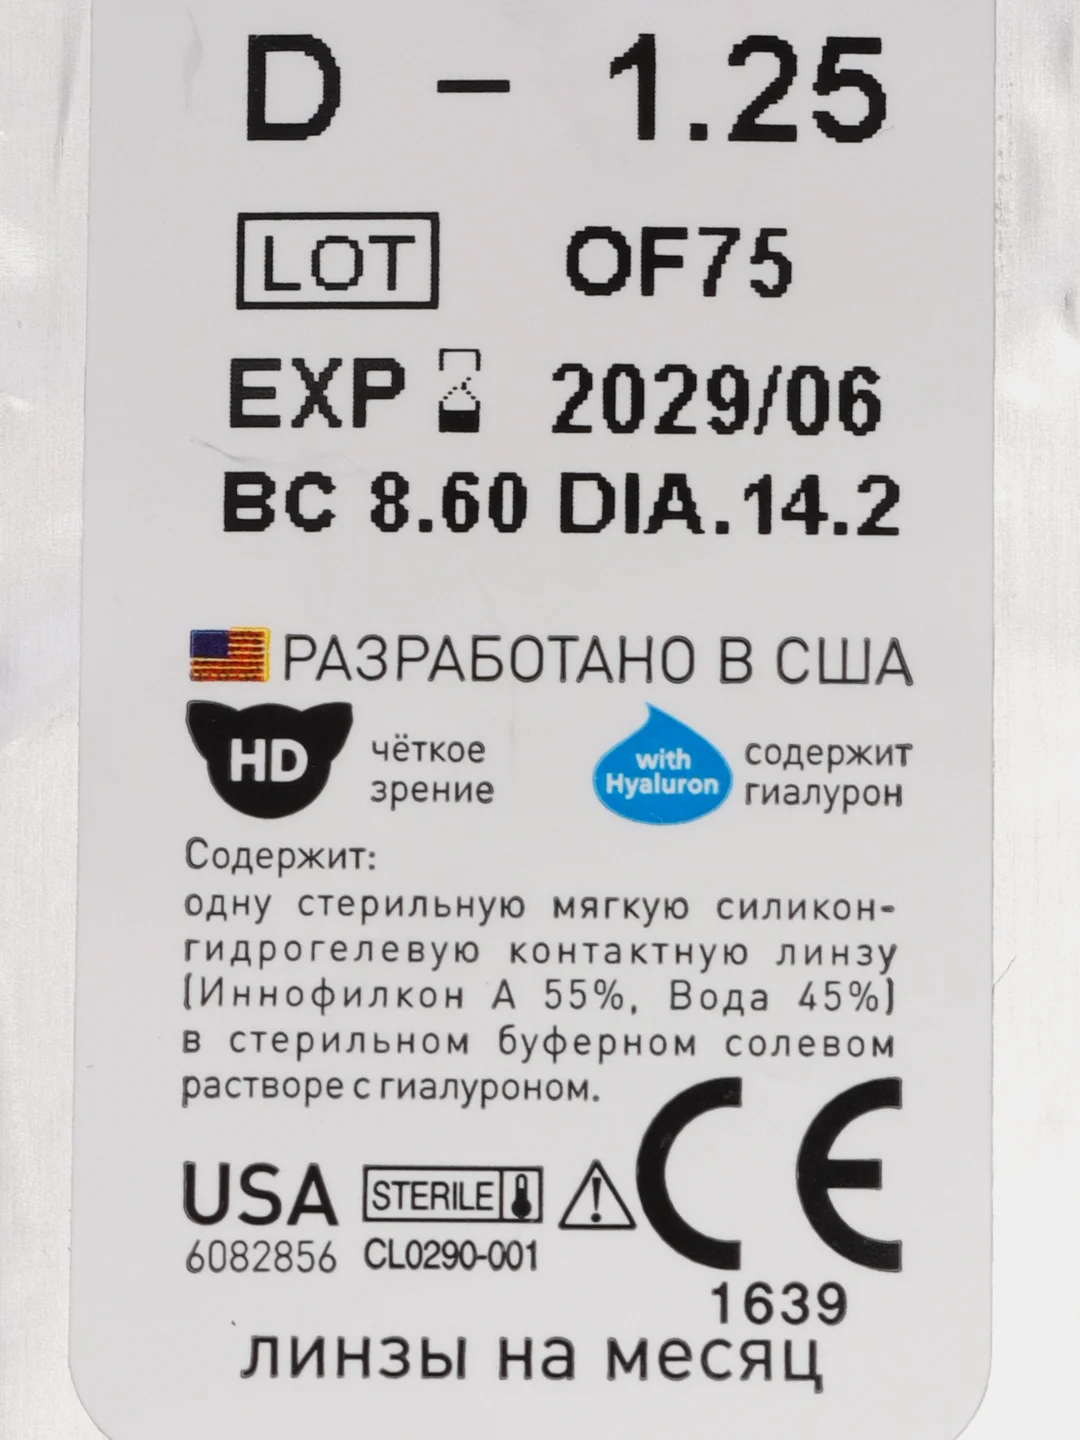 D - 1.25
LOT OF75
EXP 2029/06
BC 8.60 DIA.14.2
РАЗРАБОТАНО В США
HD
чёткое
зрение
with
Hyaluron
содержит
гиалурон
Содержит:
одну стерильную мягкую силикон-
гидрогелевую контактную линзу
(Иннофилкон А 55%, Вода 45%)
в стерильном буферном солевом
растворе с гиалуроном.
USA STERILE CE
6082856 CL0290-001
1639
линзы на месяц